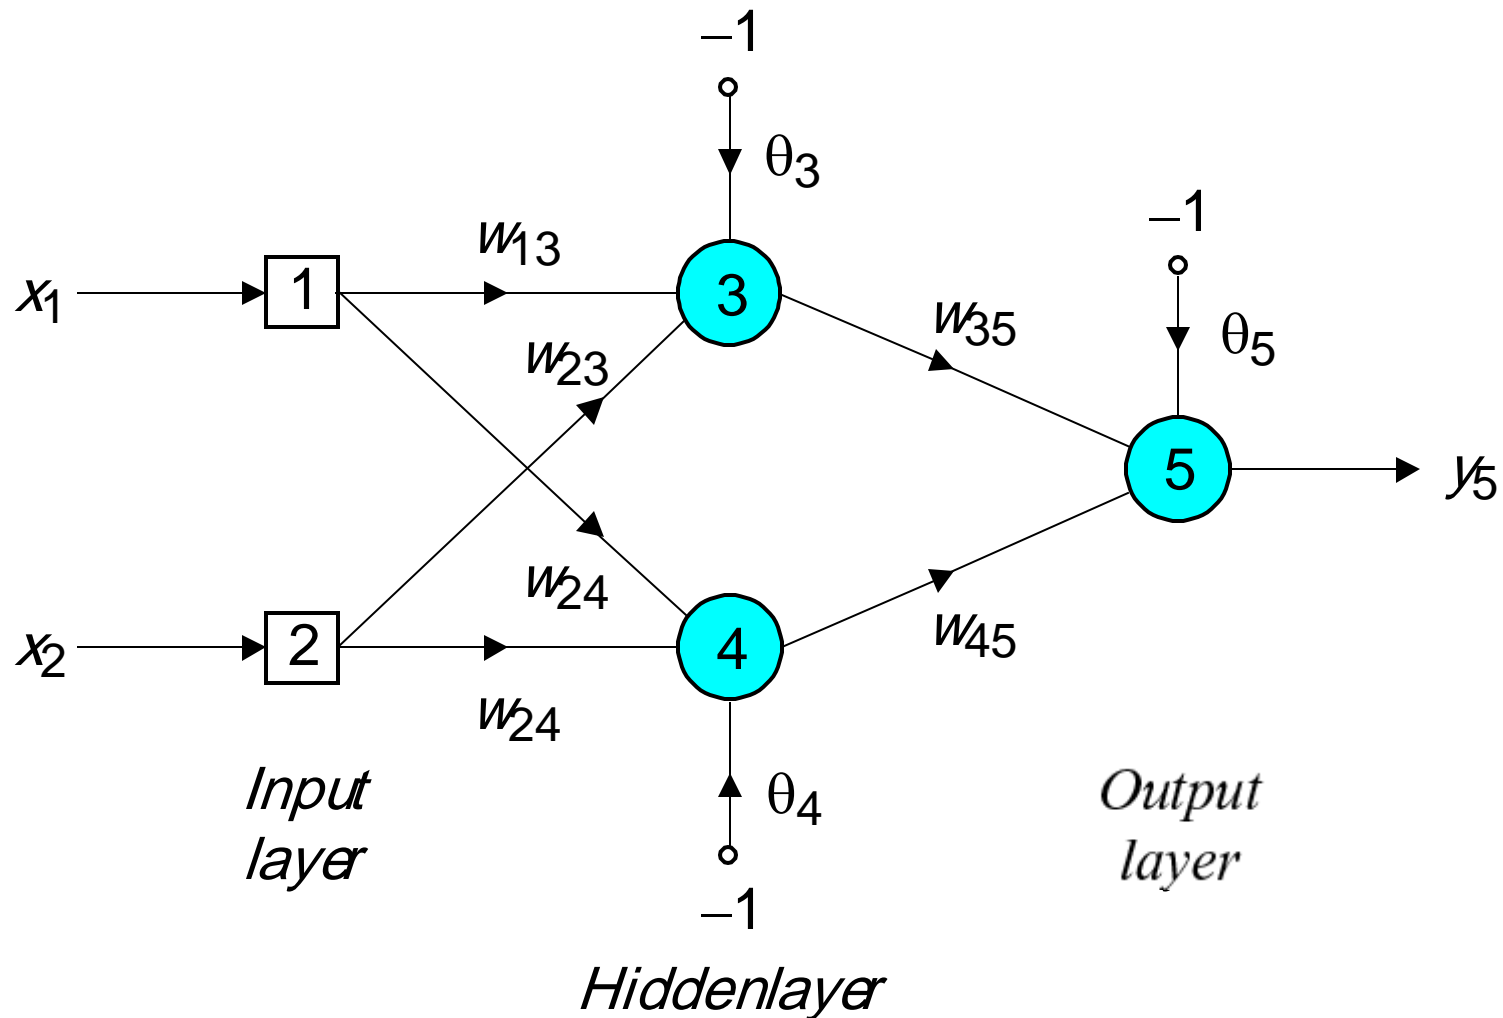 –1
θ3
–1
w13
x1
1
3
w35
θ5
w23
5
y5
w24
w45
x2
2
4
w24
Input
layer
θ4
Output
layer
–1
Hiddenlayer